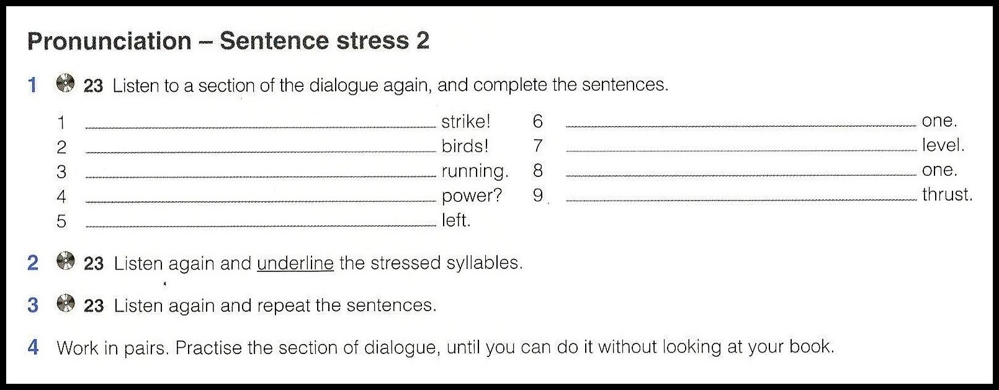 Pronunciation – Sentence stress 2
1 23 Listen to a section of the dialogue again, and complete the sentences.
1 ______ strike!
2 ______ birds!
3 ______ running.
4 ______ power?
5 ______ left.
6 ______ one.
7 ______ level.
8 ______ one.
9 ______ thrust.
2 23 Listen again and underline the stressed syllables.
3 23 Listen again and repeat the sentences.
4 Work in pairs. Practise the section of dialogue, until you can do it without looking at your book.